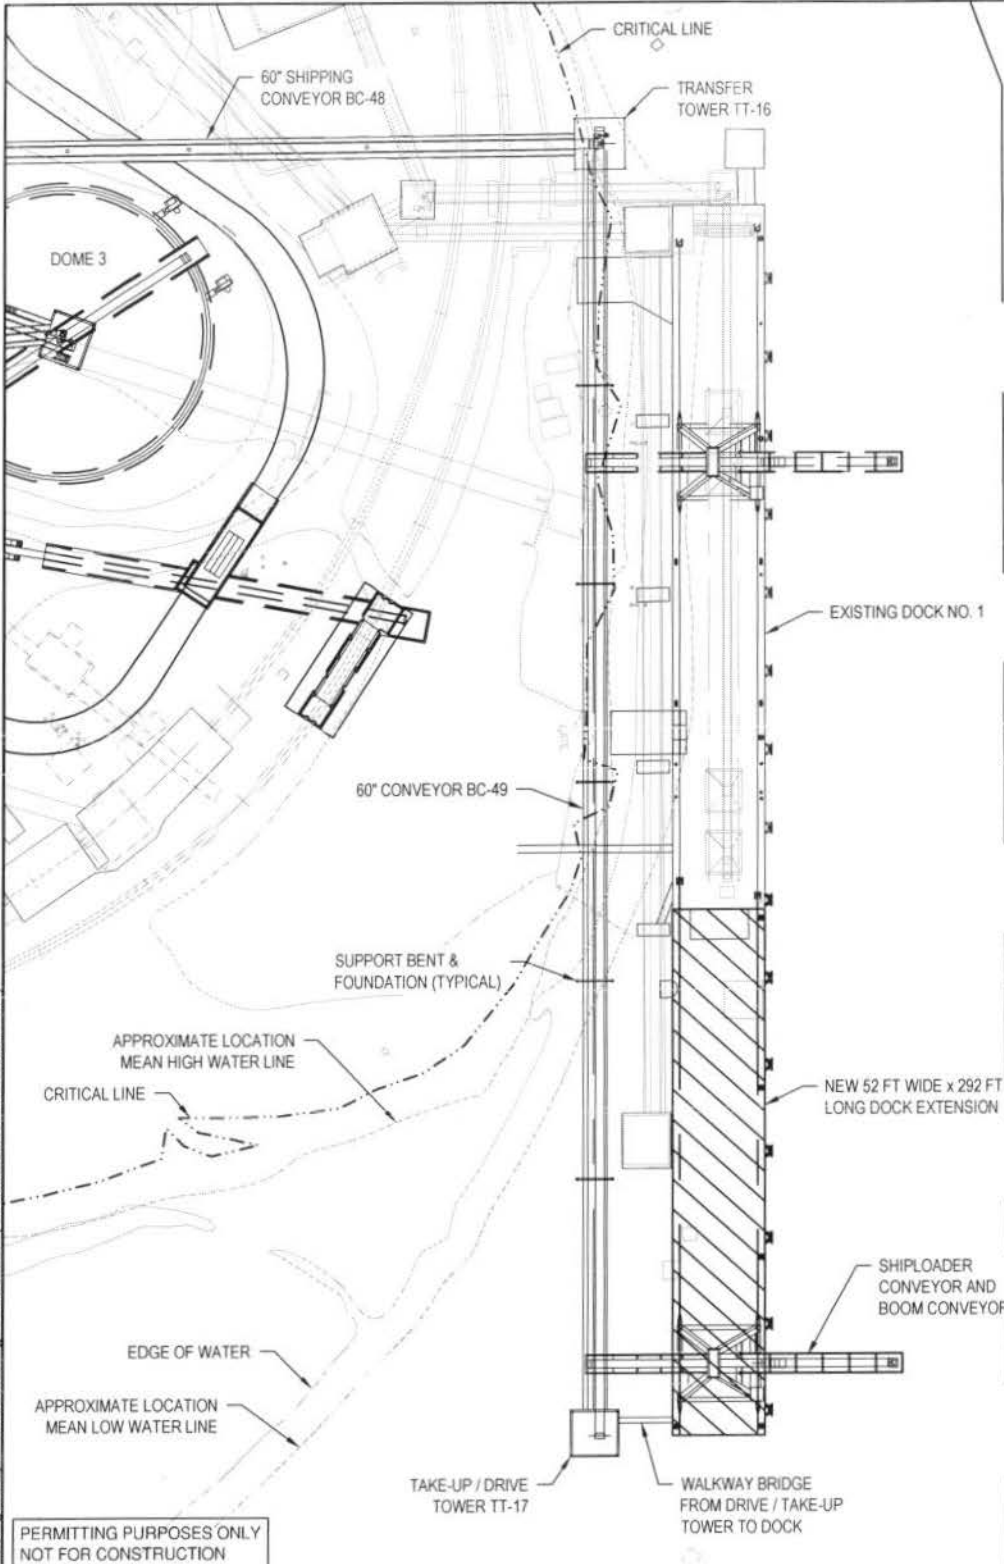 CRITICAL LINE
60" SHIPPING
CONVEYOR BC-48
TRANSFER
TOWER TT-16
DOME 3
EXISTING DOCK NO. 1
60" CONVEYOR BC-49
SUPPORT BENT &
FOUNDATION (TYPICAL)
APPROXIMATE LOCATION
MEAN HIGH WATER LINE
CRITICAL LINE
NEW 52 FT WIDE x 292 FT
LONG DOCK EXTENSION
SHIPLOADER
CONVEYOR AND
BOOM CONVEYOR
EDGE OF WATER
APPROXIMATE LOCATION
MEAN LOW WATER LINE
TAKE-UP / DRIVE
TOWER TT-17
WALKWAY BRIDGE
FROM DRIVE / TAKE-UP
TOWER TO DOCK
PERMITTING PURPOSES ONLY
NOT FOR CONSTRUCTION